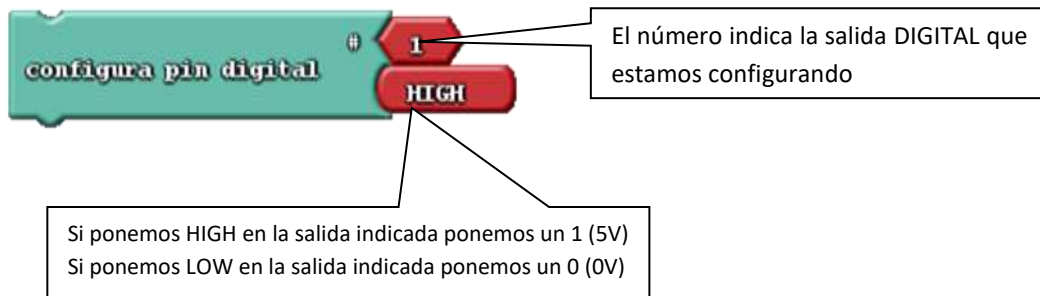 # 1
configura pin digital
HIGH
El número indica la salida DIGITAL que
estamos configurando
Si ponemos HIGH en la salida indicada ponemos un 1 (5V)
Si ponemos LOW en la salida indicada ponemos un 0 (0V)